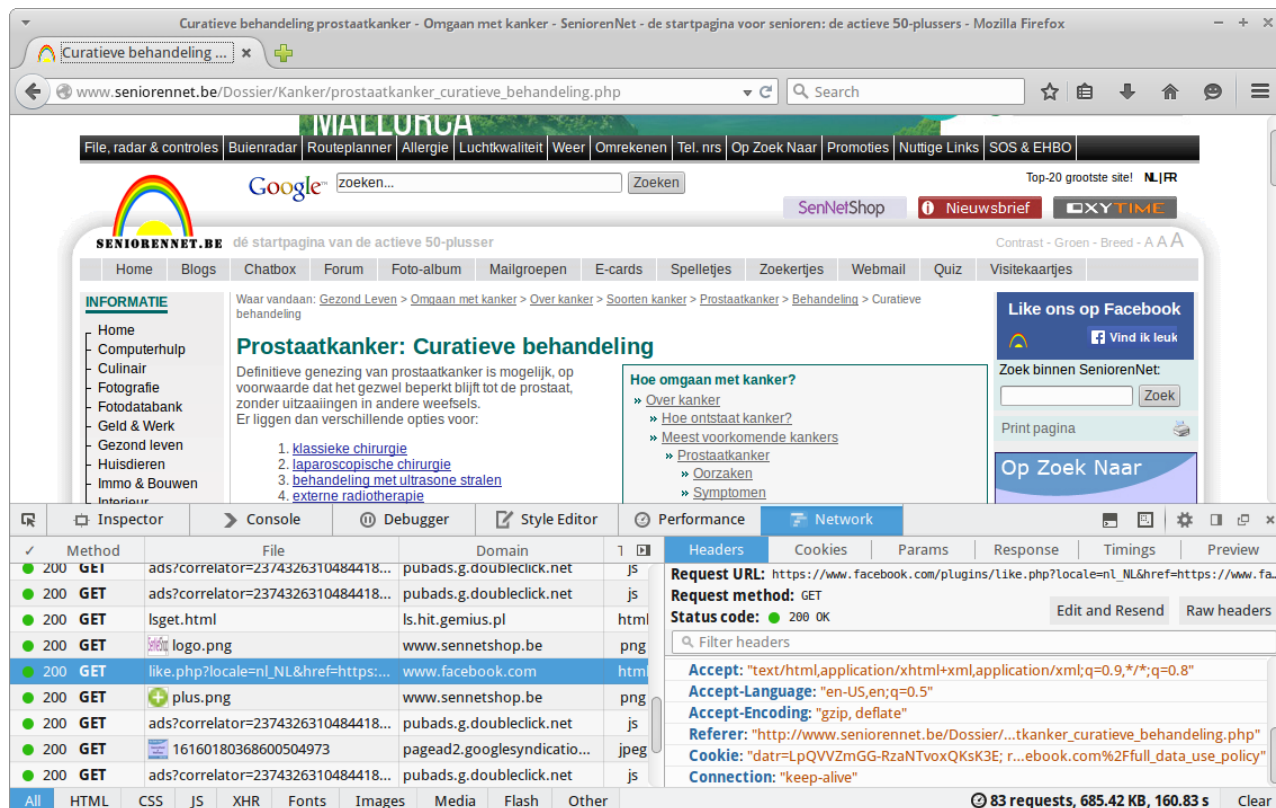 Curatieve behandeling prostaatkanker - Omgaan met kanker - SeniorenNet - de startpagina voor senioren: de actieve 50-plussers - Mozilla Firefox
Curatieve behandeling ...
www.seniorennet.be/Dossier/Kanker/prostaatkanker_curatieve_behandeling.php Search
MALLORCA
File, radar & controles Buienradar Routeplanner Allergie Luchtkwaliteit Weer Omrekenen Tel. nrs Op Zoek Naar Promoties Nuttige Links SOS & EHBO
Google™ zoeken... Zoeken Top-20 grootste site! NL|FR
SenNetShop Nieuwsbrief OXYTIME
SENIORENNET.BE dé startpagina van de actieve 50-plusser Contrast - Groen - Breed - A A A
Home Blogs Chatbox Forum Foto-album Mailgroepen E-cards Spelletjes Zoekertjes Webmail Quiz Visitekaartjes
INFORMATIE
Home
Computerhulp
Culinair
Fotografie
Fotodatabank
Geld & Werk
Gezond leven
Huisdieren
Immo & Bouwen
Interieur
Waar vandaan: Gezond Leven > Omgaan met kanker > Over kanker > Soorten kanker > Prostaatkanker > Behandeling > Curatieve
behandeling
Prostaatkanker: Curatieve behandeling
Definitieve genezing van prostaatkanker is mogelijk, op
voorwaarde dat het gezwel beperkt blijft tot de prostaat,
zonder uitzaaiingen in andere weefsels.
Er liggen dan verschillende opties voor:
1. klassieke chirurgie
2. laparoscopische chirurgie
3. behandeling met ultrasone stralen
4. externe radiotherapie
Hoe omgaan met kanker?
» Over kanker
» Hoe ontstaat kanker?
» Meest voorkomende kankers
» Prostaatkanker
» Oorzaken
» Symptomen
Like ons op Facebook
Vind ik leuk
Zoek binnen SeniorenNet:
Zoek
Print pagina
Op Zoek Naar
Inspector Console Debugger Style Editor Performance Network
✓ Method File Domain T
200 GET ads?correlator=2374326310484418... pubads.g.doubleclick.net js
200 GET ads?correlator=2374326310484418... pubads.g.doubleclick.net js
200 GET lsget.html ls.hit.gemius.pl html
200 GET logo.png www.sennetshop.be png
200 GET like.php?locale=nl_NL&href=https:... www.facebook.com html
200 GET plus.png www.sennetshop.be png
200 GET ads?correlator=2374326310484418... pubads.g.doubleclick.net js
200 GET 16160180368600504973 pagead2.googlesyndicatio... jpeg
200 GET ads?correlator=2374326310484418... pubads.g.doubleclick.net js
Headers Cookies Params Response Timings Preview
Request URL: https://www.facebook.com/plugins/like.php?locale=nl_NL&href=https://www.fa...
Request method: GET
Status code: 200 OK Edit and Resend Raw headers
Filter headers
Accept: "text/html,application/xhtml+xml,application/xml;q=0.9,*/*;q=0.8"
Accept-Language: "en-US,en;q=0.5"
Accept-Encoding: "gzip, deflate"
Referer: "http://www.seniorennet.be/Dossier/...tkanker_curatieve_behandeling.php"
Cookie: "datr=LpQVVZmGG-RzaNTvoxQKsK3E; r...ebook.com%2Ffull_data_use_policy"
Connection: "keep-alive"
All HTML CSS JS XHR Fonts Images Media Flash Other 83 requests, 685.42 KB, 160.83 s Clear